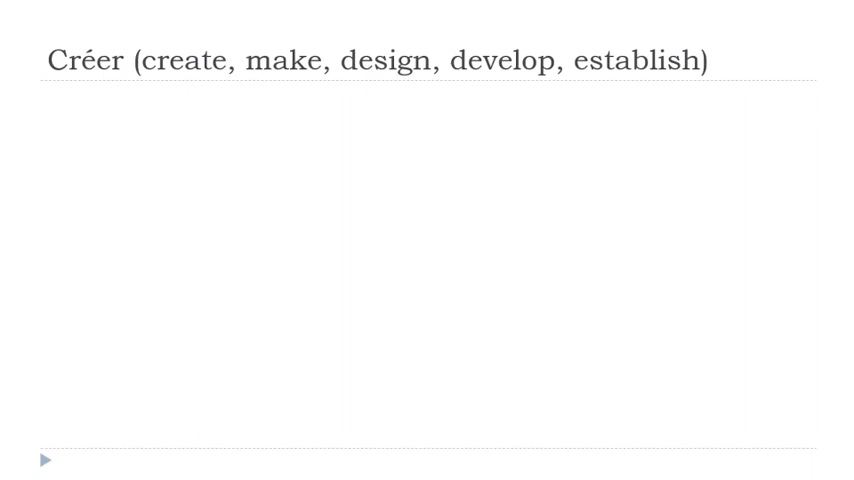 Créer (create, make, design, develop, establish)